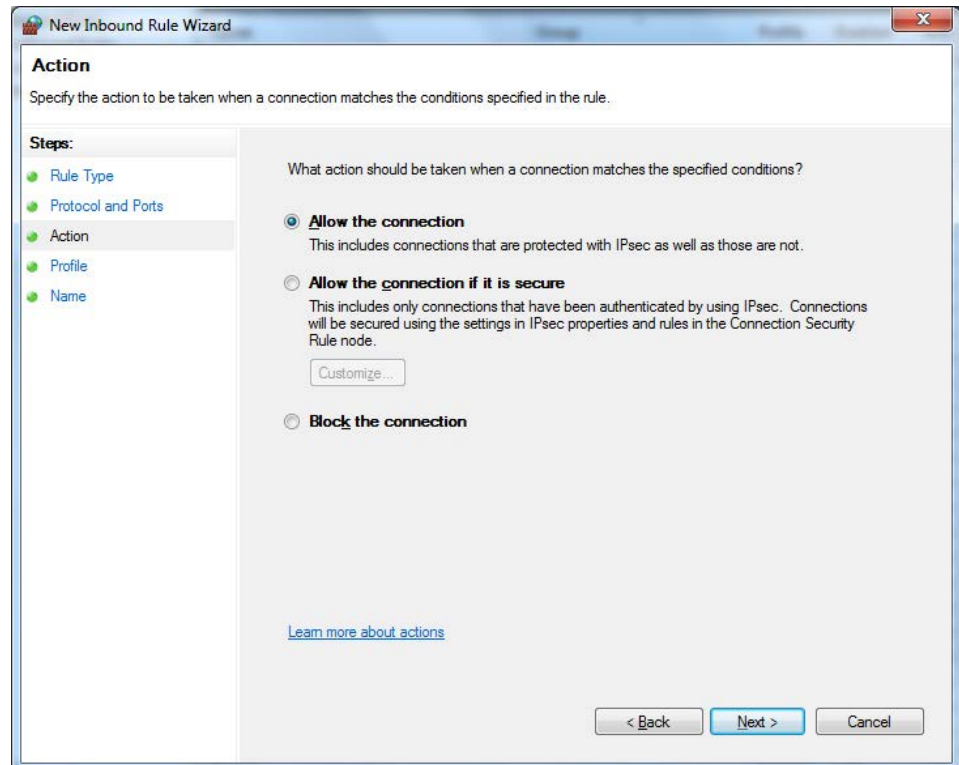 New Inbound Rule Wizard
Action
Specify the action to be taken when a connection matches the conditions specified in the rule.
Steps:
Rule Type
Protocol and Ports
Action
Profile
Name
What action should be taken when a connection matches the specified conditions?
Allow the connection
This includes connections that are protected with IPsec as well as those are not.
Allow the connection if it is secure
This includes only connections that have been authenticated by using IPsec. Connections
will be secured using the settings in IPsec properties and rules in the Connection Security
Rule node.
Customize...
Block the connection
Learn more about actions
< Back
Next >
Cancel